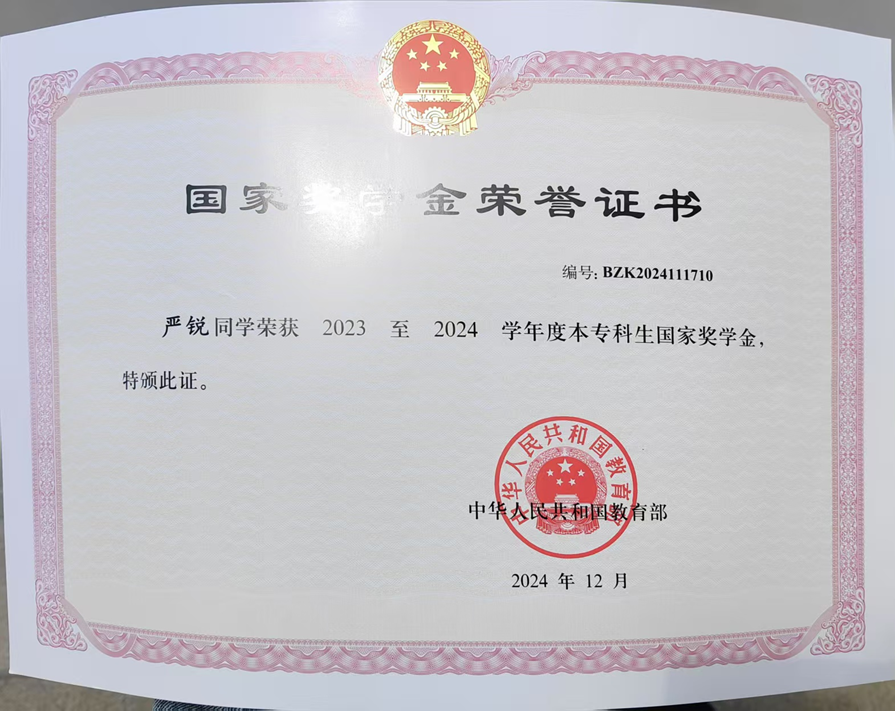 国家奖学金荣誉证书
编号: BZK2024111710
严锐同学荣获 2023 至 2024 学年度本专科生国家奖学金,
特颁此证。
中华人民共和国教育部
中华人民共和国教育部
2024 年 12 月